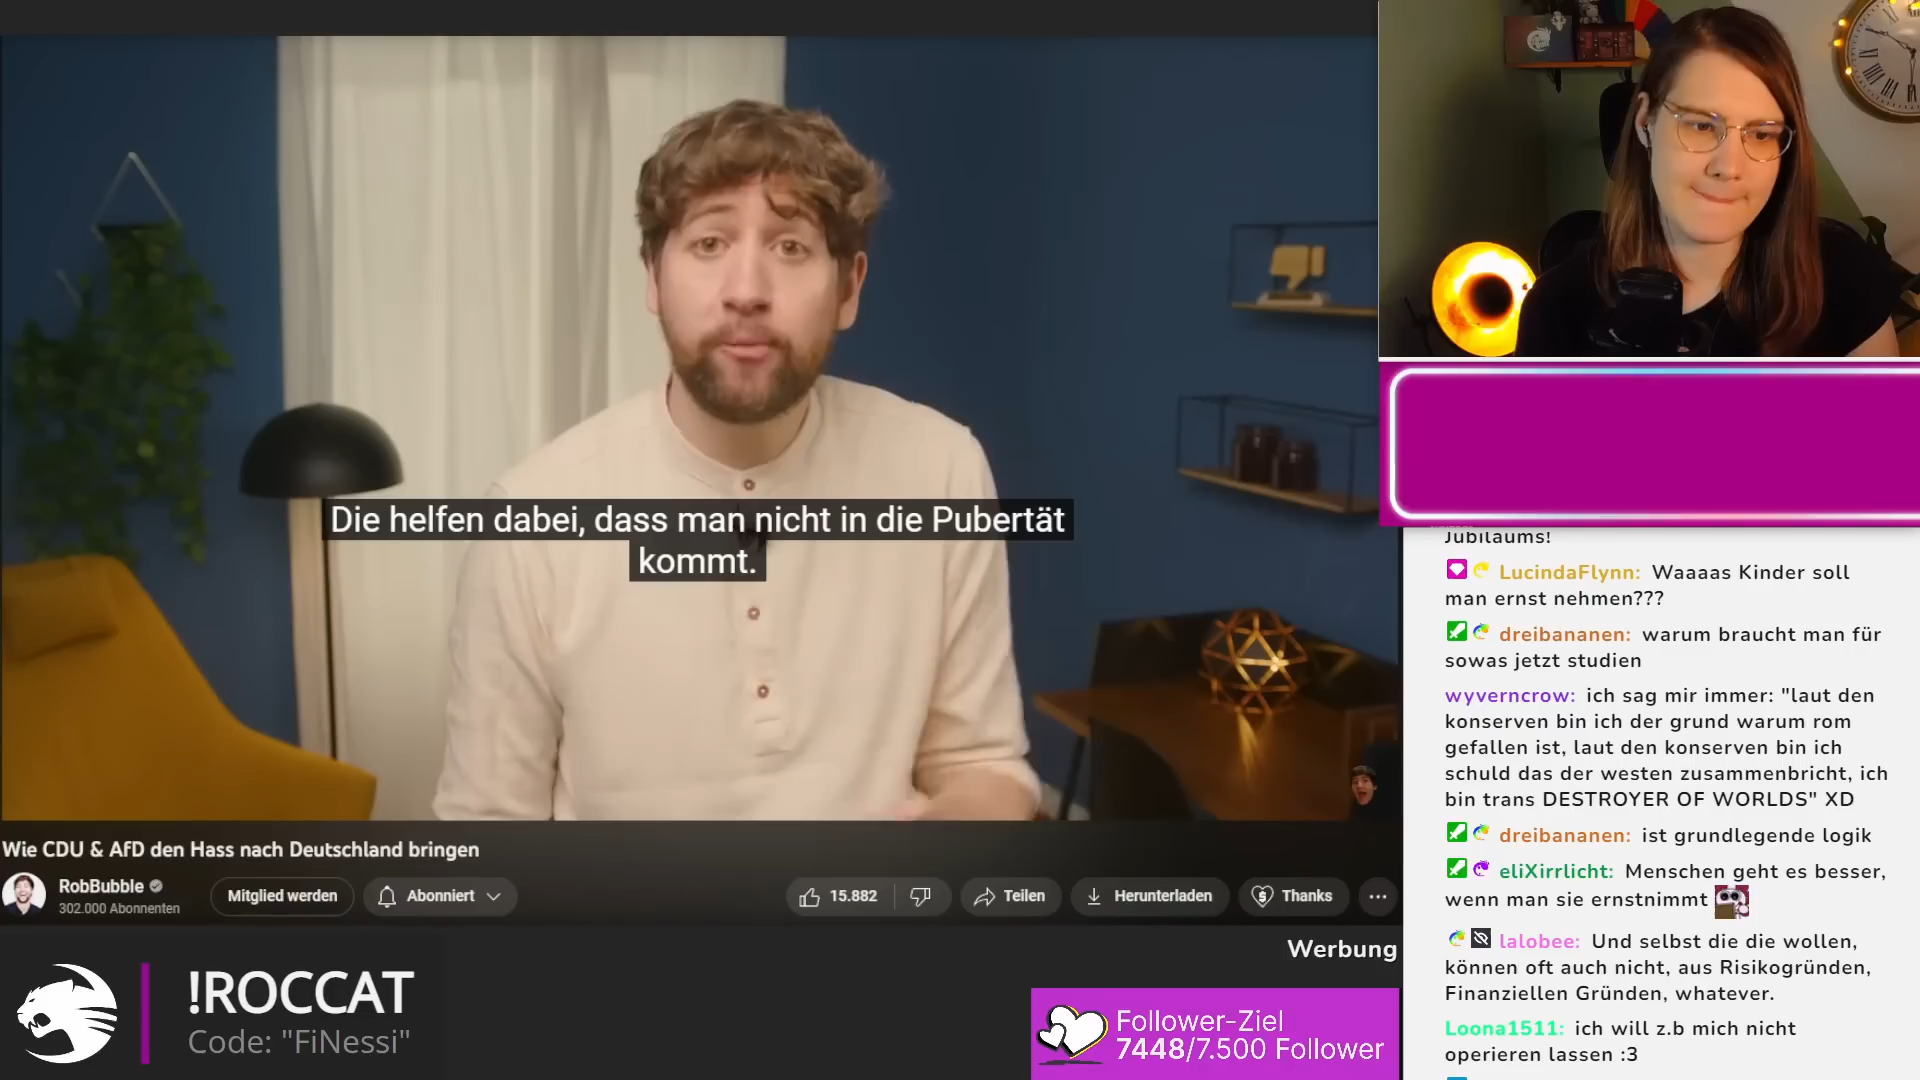 Die helfen dabei, dass man nicht in die Pubertät
kommt.
Wie CDU & AfD den Hass nach Deutschland bringen
RobBubble
302.000 Abonnenten
Mitglied werden
Abonniert
15.882
Teilen
Herunterladen
Thanks
Werbung
!ROCCAT
Code: "FiNessi"
Follower-Ziel
7448/7.500 Follower
Jubiläums!
LucindaFlynn: Waaaas Kinder soll
man ernst nehmen???
dreibananen: warum braucht man für
sowas jetzt studien
wyverncrow: ich sag mir immer: "laut den
konserven bin ich der grund warum rom
gefallen ist, laut den konserven bin ich
schuld das der westen zusammenbricht, ich
bin trans DESTROYER OF WORLDS" XD
dreibananen: ist grundlegende logik
eliXirrlicht: Menschen geht es besser,
wenn man sie ernstnimmt
lalobee: Und selbst die die wollen,
können oft auch nicht, aus Risikogründen,
Finanziellen Gründen, whatever.
Loona1511: ich will z.b mich nicht
operieren lassen :3